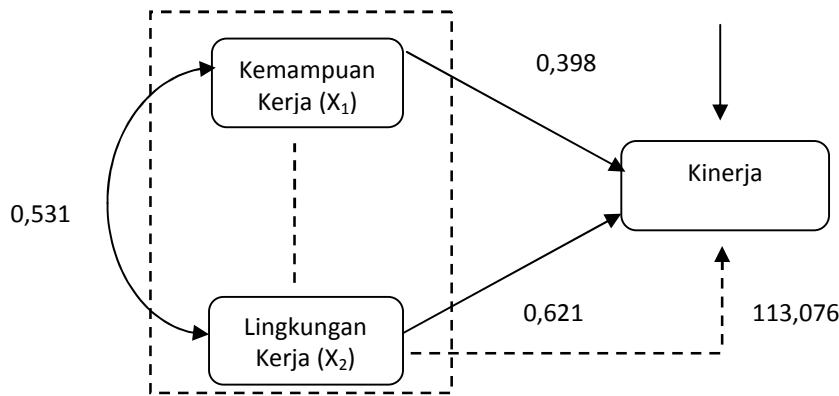 Kemampuan
Kerja (X₁)
0,398
Kinerja
0,531
Lingkungan
Kerja (X₂)
0,621
113,076